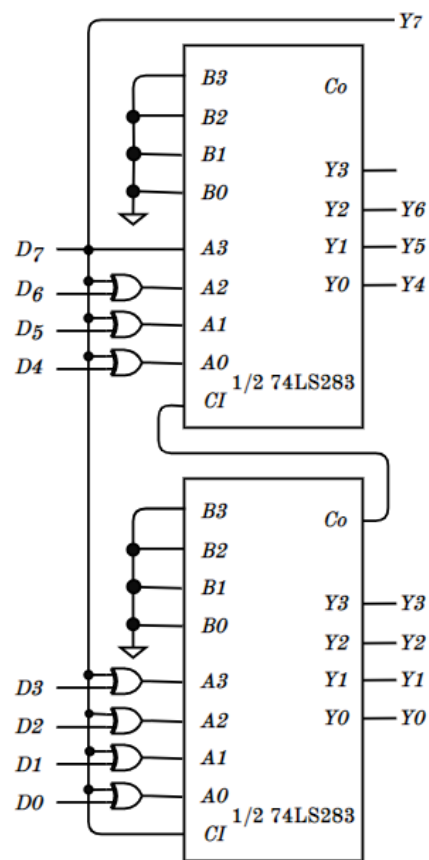 Y7
B3 Co
B2
B1 Y3
B0 Y2 Y6
D7 A3 Y1 Y5
D6 A2 Y0 Y4
D5 A1
D4 A0
1/2 74LS283
CI
B3 Co
B2
B1 Y3 Y3
B0 Y2 Y2
D3 A3 Y1 Y1
D2 A2 Y0 Y0
D1 A1
D0 A0
1/2 74LS283
CI